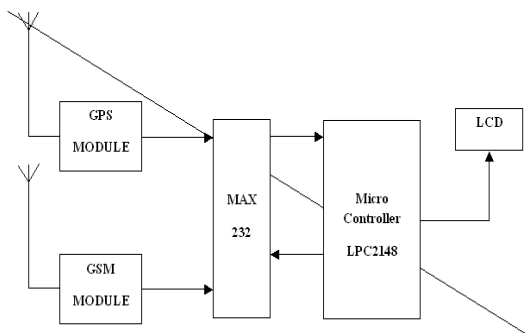 GPS
MODULE
LCD
MAX
232
Micro
Controller
LPC2148
GSM
MODULE